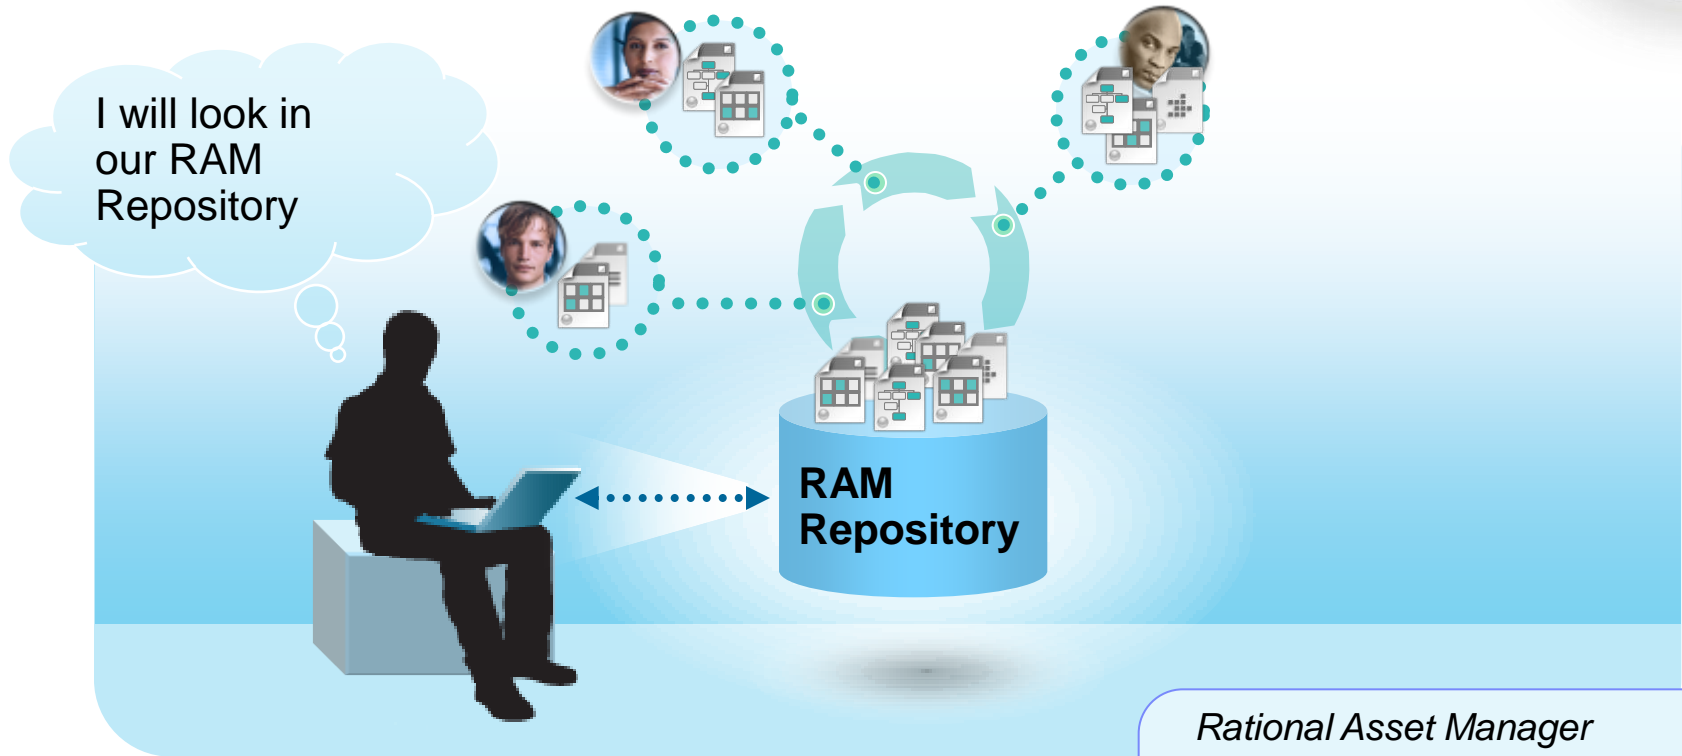 I will look in
our RAM
Repository
RAM
Repository
Rational Asset Manager